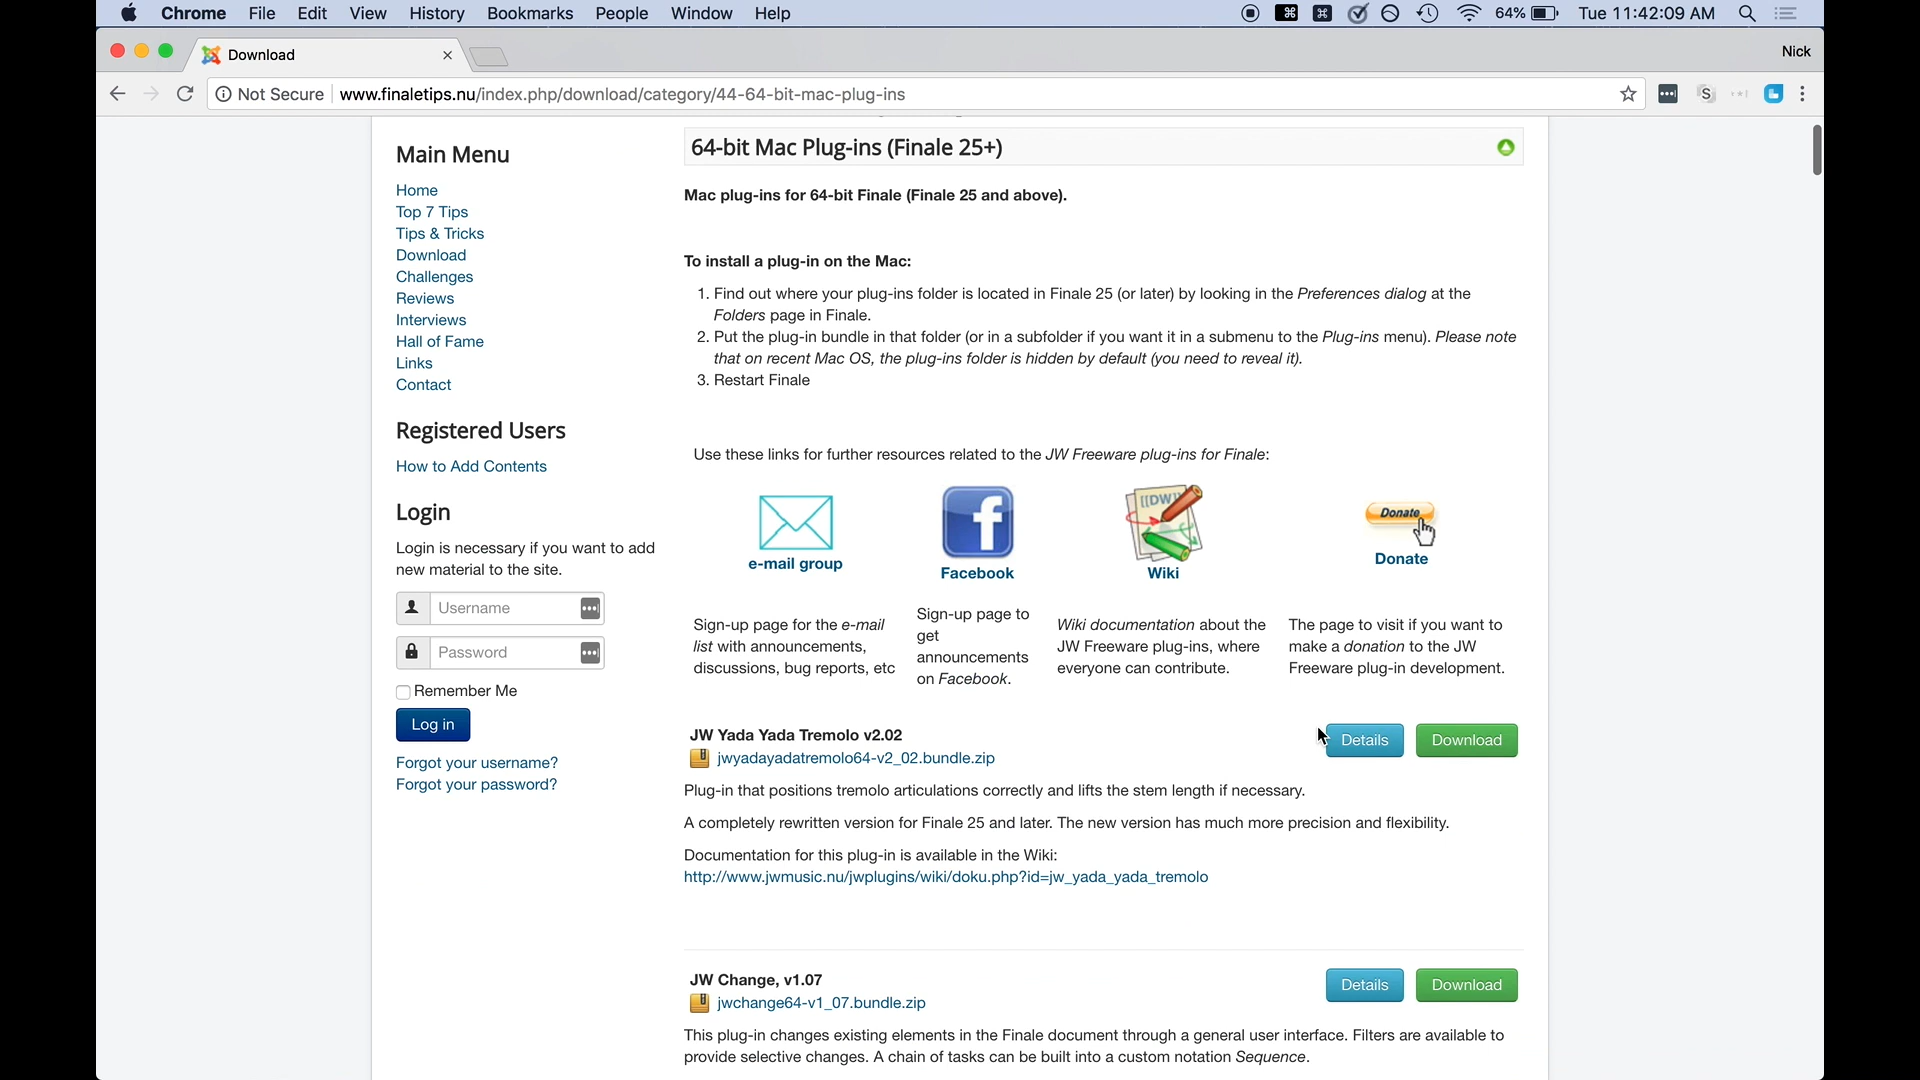 Chrome File Edit View History Bookmarks People Window Help 64% Tue 11:42:09 AM
Download
Nick
Not Secure www.finaletips.nu/index.php/download/category/44-64-bit-mac-plug-ins
Main Menu
Home
Top 7 Tips
Tips & Tricks
Download
Challenges
Reviews
Interviews
Hall of Fame
Links
Contact
Registered Users
How to Add Contents
Login
Login is necessary if you want to add
new material to the site.
Username
Password
Remember Me
Log in
Forgot your username?
Forgot your password?
64-bit Mac Plug-ins (Finale 25+)
Mac plug-ins for 64-bit Finale (Finale 25 and above).
To install a plug-in on the Mac:
1. Find out where your plug-ins folder is located in Finale 25 (or later) by looking in the Preferences dialog at the
Folders page in Finale.
2. Put the plug-in bundle in that folder (or in a subfolder if you want it in a submenu to the Plug-ins menu). Please note
that on recent Mac OS, the plug-ins folder is hidden by default (you need to reveal it).
3. Restart Finale
Use these links for further resources related to the JW Freeware plug-ins for Finale:
[[DW]]
Donate
e-mail group
Facebook
Wiki
Donate
Sign-up page for the e-mail
list with announcements,
discussions, bug reports, etc
Sign-up page to
get
announcements
on Facebook.
Wiki documentation about the
JW Freeware plug-ins, where
everyone can contribute.
The page to visit if you want to
make a donation to the JW
Freeware plug-in development.
JW Yada Yada Tremolo v2.02
Details Download
jwyadayadatremolo64-v2_02.bundle.zip
Plug-in that positions tremolo articulations correctly and lifts the stem length if necessary.
A completely rewritten version for Finale 25 and later. The new version has much more precision and flexibility.
Documentation for this plug-in is available in the Wiki:
http://www.jwmusic.nu/jwplugins/wiki/doku.php?id=jw_yada_yada_tremolo
JW Change, v1.07
Details Download
jwchange64-v1_07.bundle.zip
This plug-in changes existing elements in the Finale document through a general user interface. Filters are available to
provide selective changes. A chain of tasks can be built into a custom notation Sequence.